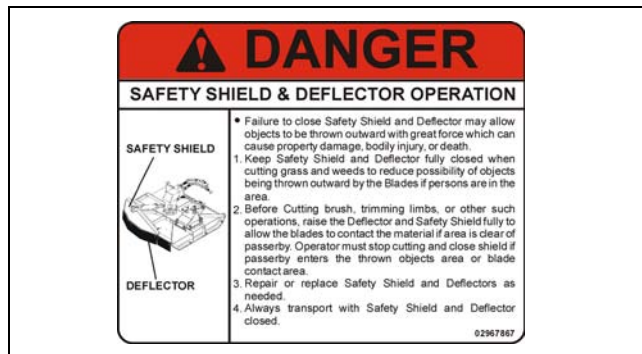 DANGER
SAFETY SHIELD & DEFLECTOR OPERATION
SAFETY SHIELD
DEFLECTOR
• Failure to close Safety Shield and Deflector may allow
objects to be thrown outward with great force which can
cause property damage, bodily injury, or death.
1. Keep Safety Shield and Deflector fully closed when
cutting grass and weeds to reduce possibility of objects
being thrown outward by the Blades if persons are in the
area.
2. Before Cutting brush, trimming limbs, or other such
operations, raise the Deflector and Safety Shield fully to
allow the blades to contact the material if area is clear of
passerby. Operator must stop cutting and close shield if
passerby enters the thrown objects area or blade
contact area.
3. Repair or replace Safety Shield and Deflectors as
needed.
4. Always transport with Safety Shield and Deflector
closed.
02967867